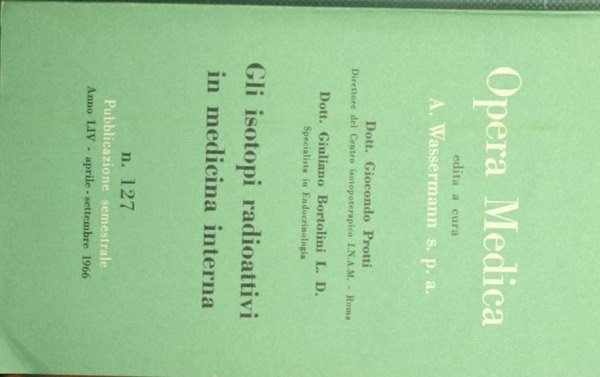 Opera Medica
edita a cura
A. Wassermann s. p. a.
Dott. Giocondo Protti
Direttore del Centro isotopoterapico I.N.A.M. - Roma
Dott. Giuliano Bortolini L. D.
Specialista in Endocrinologia
Gli isotopi radioattivi
in medicina interna
n. 127
Pubblicazione semestrale
Anno LIV - aprile - settembre 1966